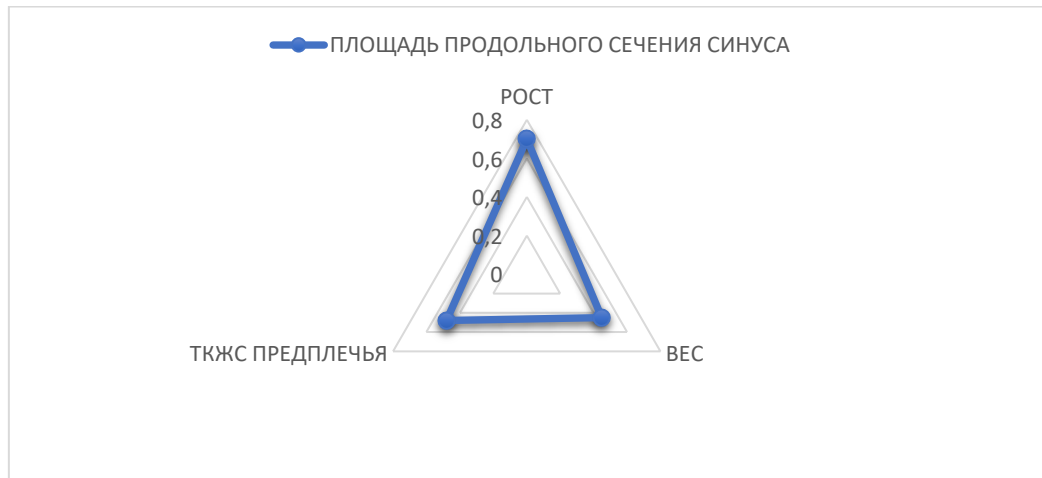 ПЛОЩАДЬ ПРОДОЛЬНОГО СЕЧЕНИЯ СИНУСА
РОСТ
0,8
0,6
0,4
0,2
0
ТКЖС ПРЕДПЛЕЧЬЯ
ВЕС